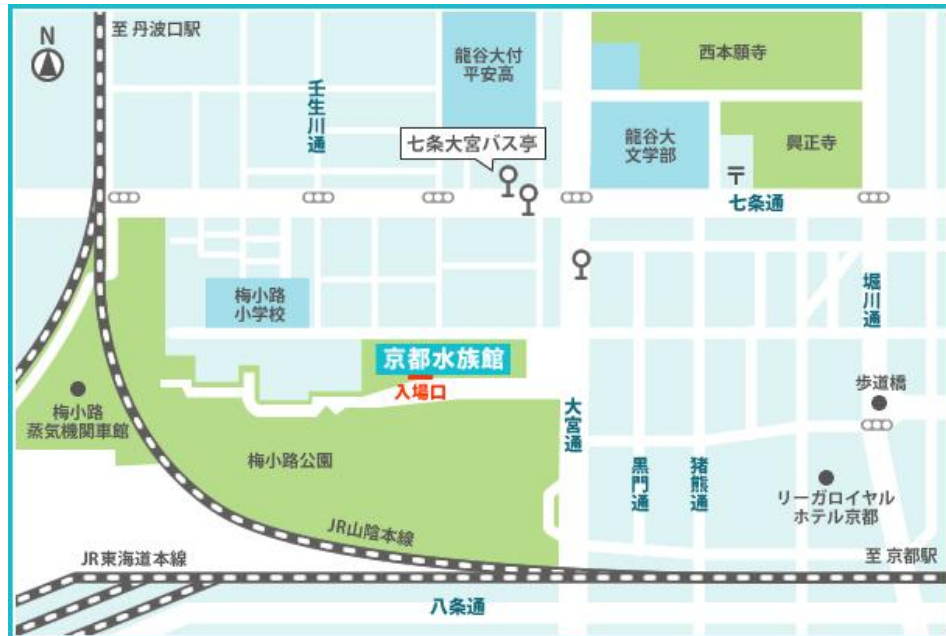 N
至 丹波口駅
龍谷大付
平安高
西本願寺
壬生川通
七条大宮バス亭
龍谷大
文学部
興正寺
〒
七条通
梅小路
小学校
堀川通
京都水族館
入場口
歩道橋
梅小路
蒸気機関車館
大宮通
梅小路公園
黒門通
猪熊通
リーガロイヤル
ホテル京都
JR山陰本線
JR東海道本線
至 京都駅
八条通